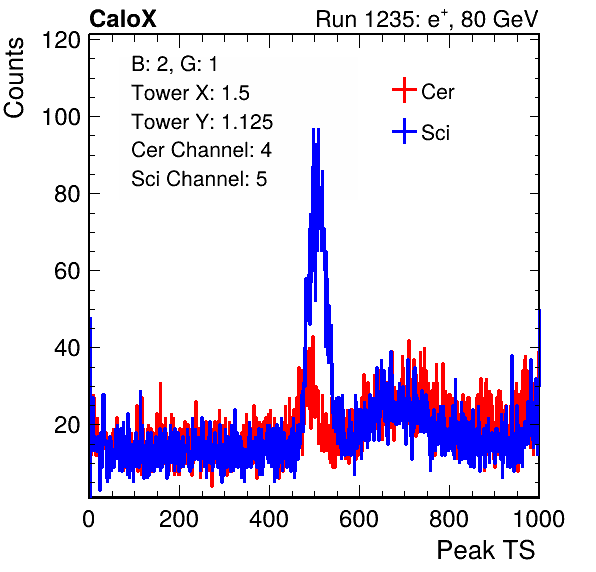 CaloX Run 1235: e⁺, 80 GeV
Counts
120
100
80
60
40
20
B: 2, G: 1
Tower X: 1.5
Tower Y: 1.125
Cer Channel: 4
Sci Channel: 5
Cer
Sci
0 200 400 600 800 1000
Peak TS